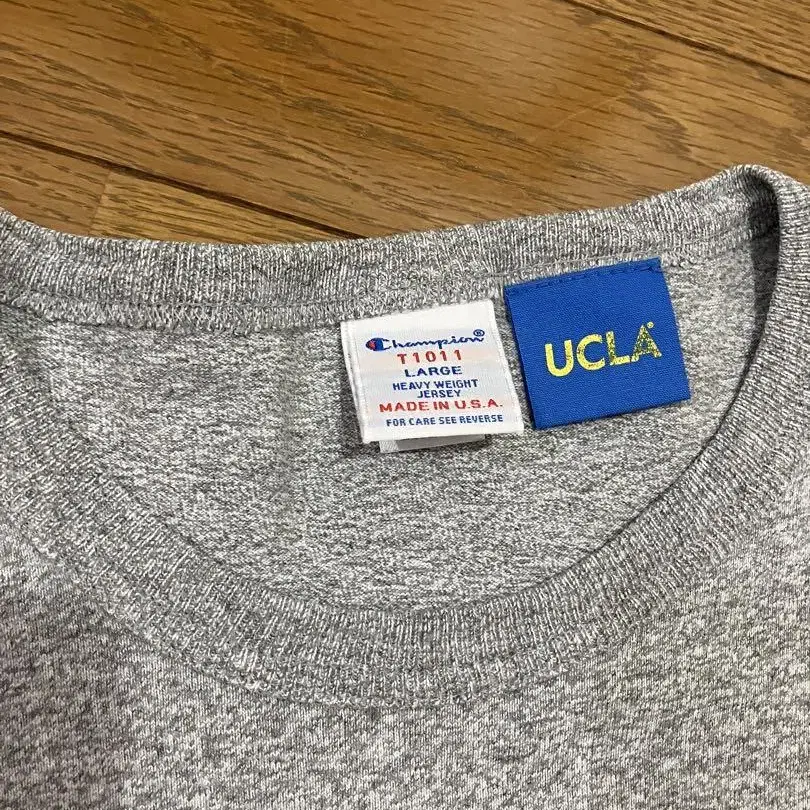 Champion®
T1011
LARGE
HEAVY WEIGHT
JERSEY
MADE IN U.S.A.
FOR CARE SEE REVERSE
UCLA